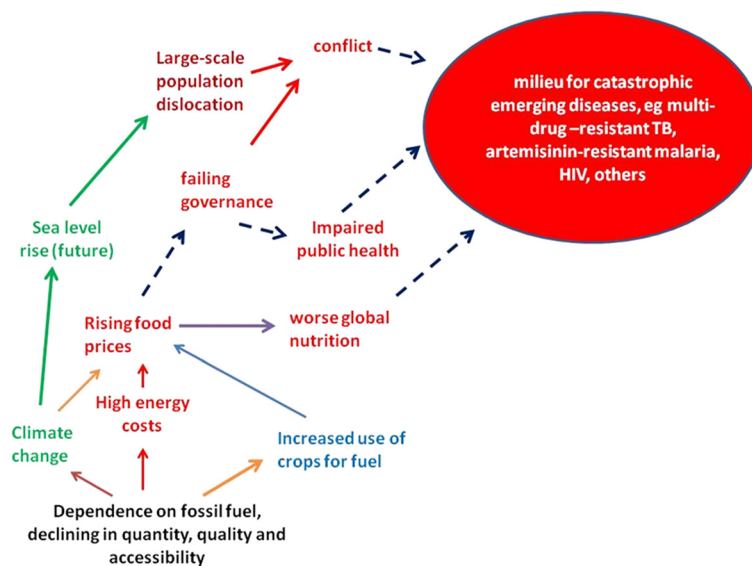 conflict
Large-scale
population
dislocation
milieu for catastrophic
emerging diseases, eg multi-
drug –resistant TB,
artemisinin-resistant malaria,
HIV, others
failing
governance
Sea level
rise (future)
Impaired
public health
Rising food
prices
worse global
nutrition
High energy
costs
Climate
change
Increased use of
crops for fuel
Dependence on fossil fuel,
declining in quantity, quality and
accessibility